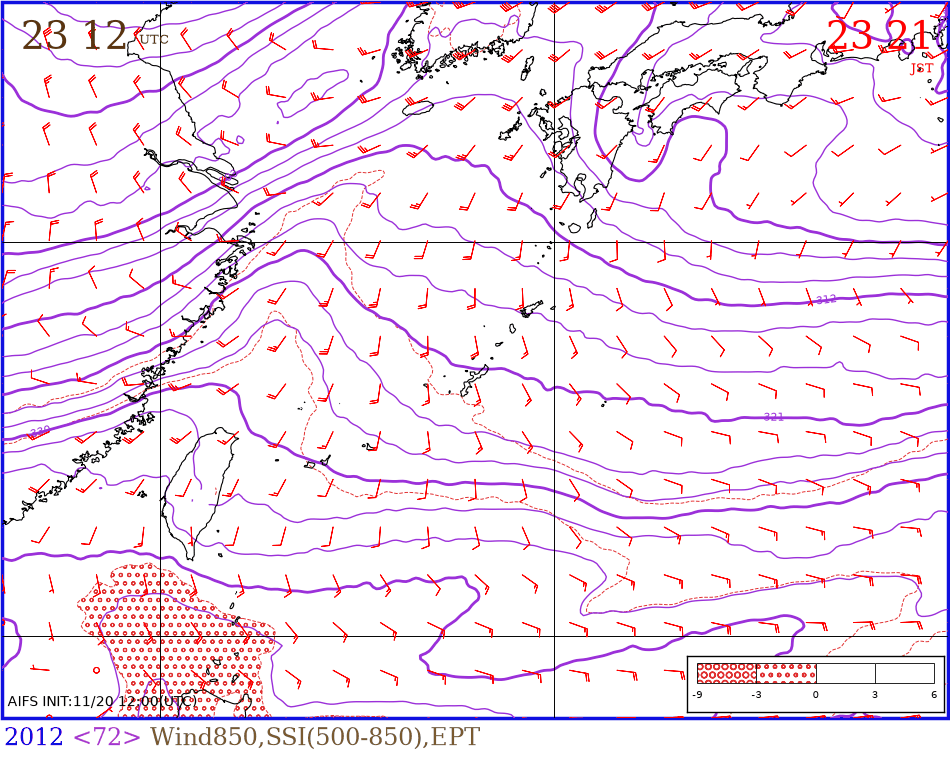 23 12 UTC
23 21
JST
312
321
330
AIFS INIT:11/20 12:00(UTC)
-9 -3 0 3 6
2012 <72> Wind850,SSI(500-850),EPT